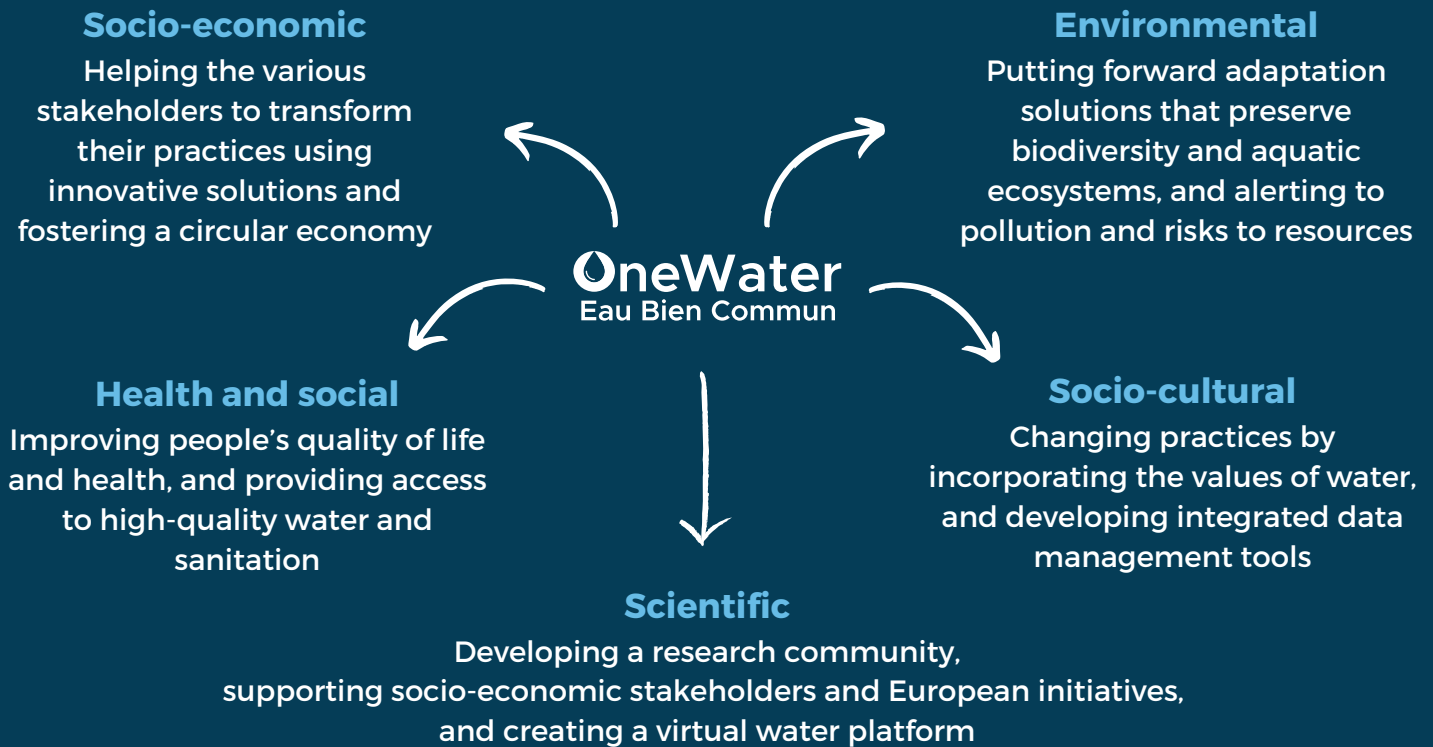 Socio-economic
Helping the various
stakeholders to transform
their practices using
innovative solutions and
fostering a circular economy
Environmental
Putting forward adaptation
solutions that preserve
biodiversity and aquatic
ecosystems, and alerting to
pollution and risks to resources
OneWater
Eau Bien Commun
Health and social
Improving people’s quality of life
and health, and providing access
to high-quality water and
sanitation
Socio-cultural
Changing practices by
incorporating the values of water,
and developing integrated data
management tools
Scientific
Developing a research community,
supporting socio-economic stakeholders and European initiatives,
and creating a virtual water platform